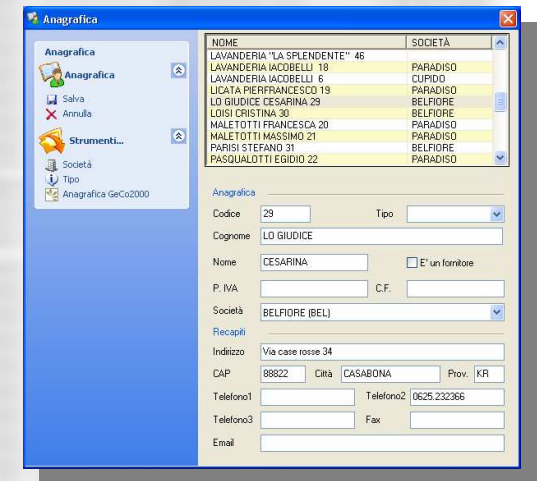 Anagrafica
Anagrafica
Anagrafica
Salva
Annulla
Strumenti...
Società
Tipo
Anagrafica GeCo2000
NOME SOCIETÀ
LAVANDERIA "LA SPLENDENTE" 46
LAVANDERIA IACOBELLI 18 PARADISO
LAVANDERIA IACOBELLI 6 CUPIDO
LICATA PIERFRANCESCO 19 PARADISO
LO GIUDICE CESARINA 29 BELFIORE
LOISI CRISTINA 30 BELFIORE
MALETOTTI FRANCESCA 20 PARADISO
MALETOTTI MASSIMO 21 PARADISO
PARISI STEFANO 31 BELFIORE
PASQUALOTTI EGIDIO 22 PARADISO
Anagrafica
Codice 29 Tipo
Cognome LO GIUDICE
Nome CESARINA E' un fornitore
P. IVA C.F.
Società BELFIORE (BEL)
Recapiti
Indirizzo Via case rosse 34
CAP 88822 Città CASABONA Prov. KR
Telefono1 Telefono2 0625.232366
Telefono3 Fax
Email